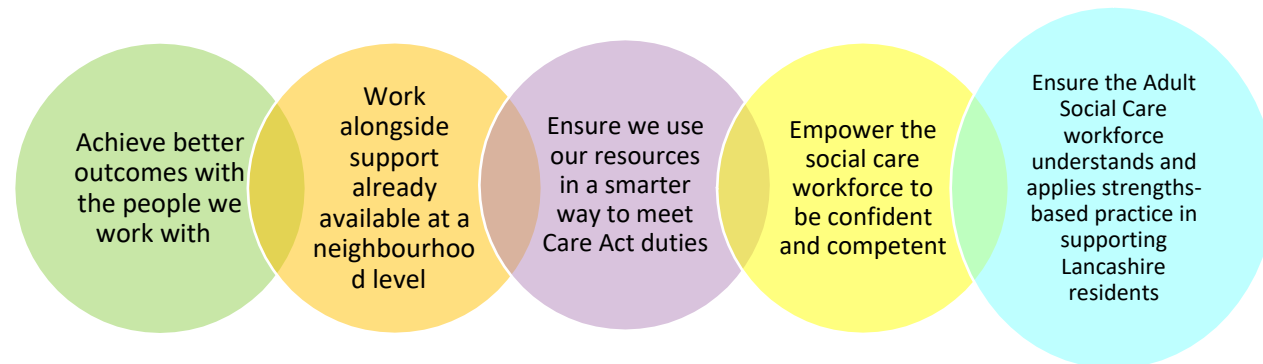 Achieve better
outcomes with
the people we
work with
Work
alongside
support
already
available at a
neighbourhoo
d level
Ensure we use
our resources
in a smarter
way to meet
Care Act duties
Empower the
social care
workforce to
be confident
and competent
Ensure the Adult
Social Care
workforce
understands and
applies strengths-
based practice in
supporting
Lancashire
residents